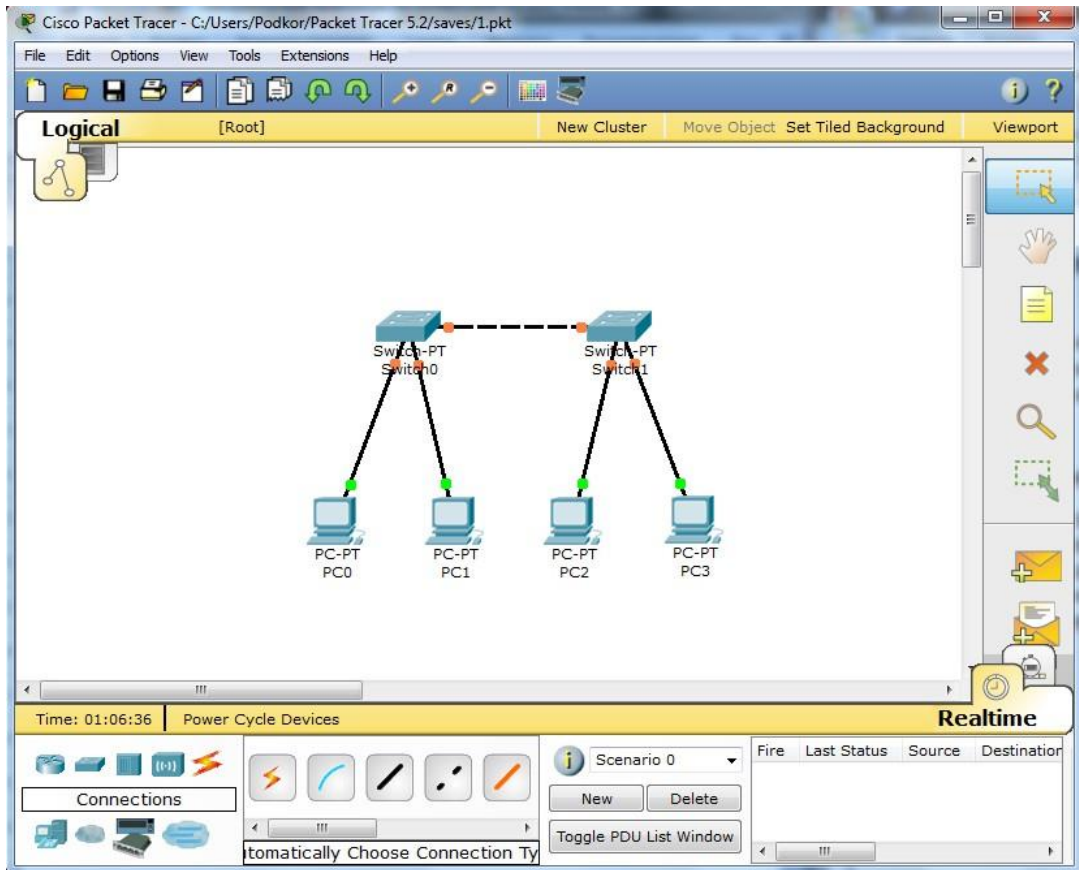 Cisco Packet Tracer - C:/Users/Podkor/Packet Tracer 5.2/saves/1.pkt
File Edit Options View Tools Extensions Help
Logical [Root] New Cluster Move Object Set Tiled Background Viewport
Switch-PT Switch-PT
Switch0 Switch1
PC-PT PC-PT PC-PT PC-PT
PC0 PC1 PC2 PC3
Time: 01:06:36 Power Cycle Devices Realtime
Scenario 0 Fire Last Status Source Destination
Connections New Delete
Toggle PDU List Window
tomatically Choose Connection Ty